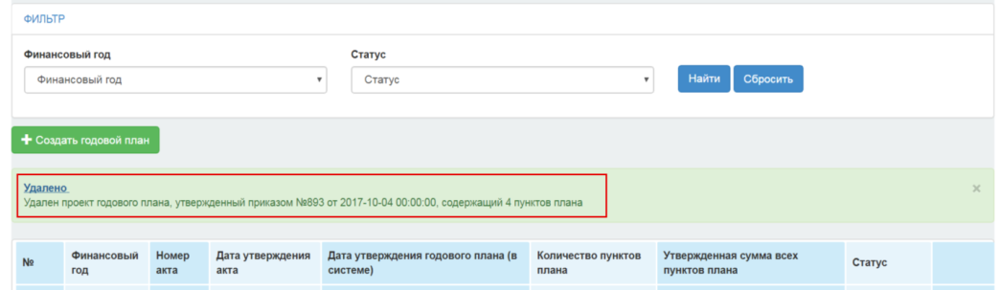 ФИЛЬТР
Финансовый год Статус
Финансовый год Статус Найти Сбросить
+ Создать годовой план
Удалено ×
Удален проект годового плана, утвержденный приказом №893 от 2017-10-04 00:00:00, содержащий 4 пунктов плана
№ Финансовый год Номер акта Дата утверждения акта Дата утверждения годового плана (в системе) Количество пунктов плана Утвержденная сумма всех пунктов плана Статус